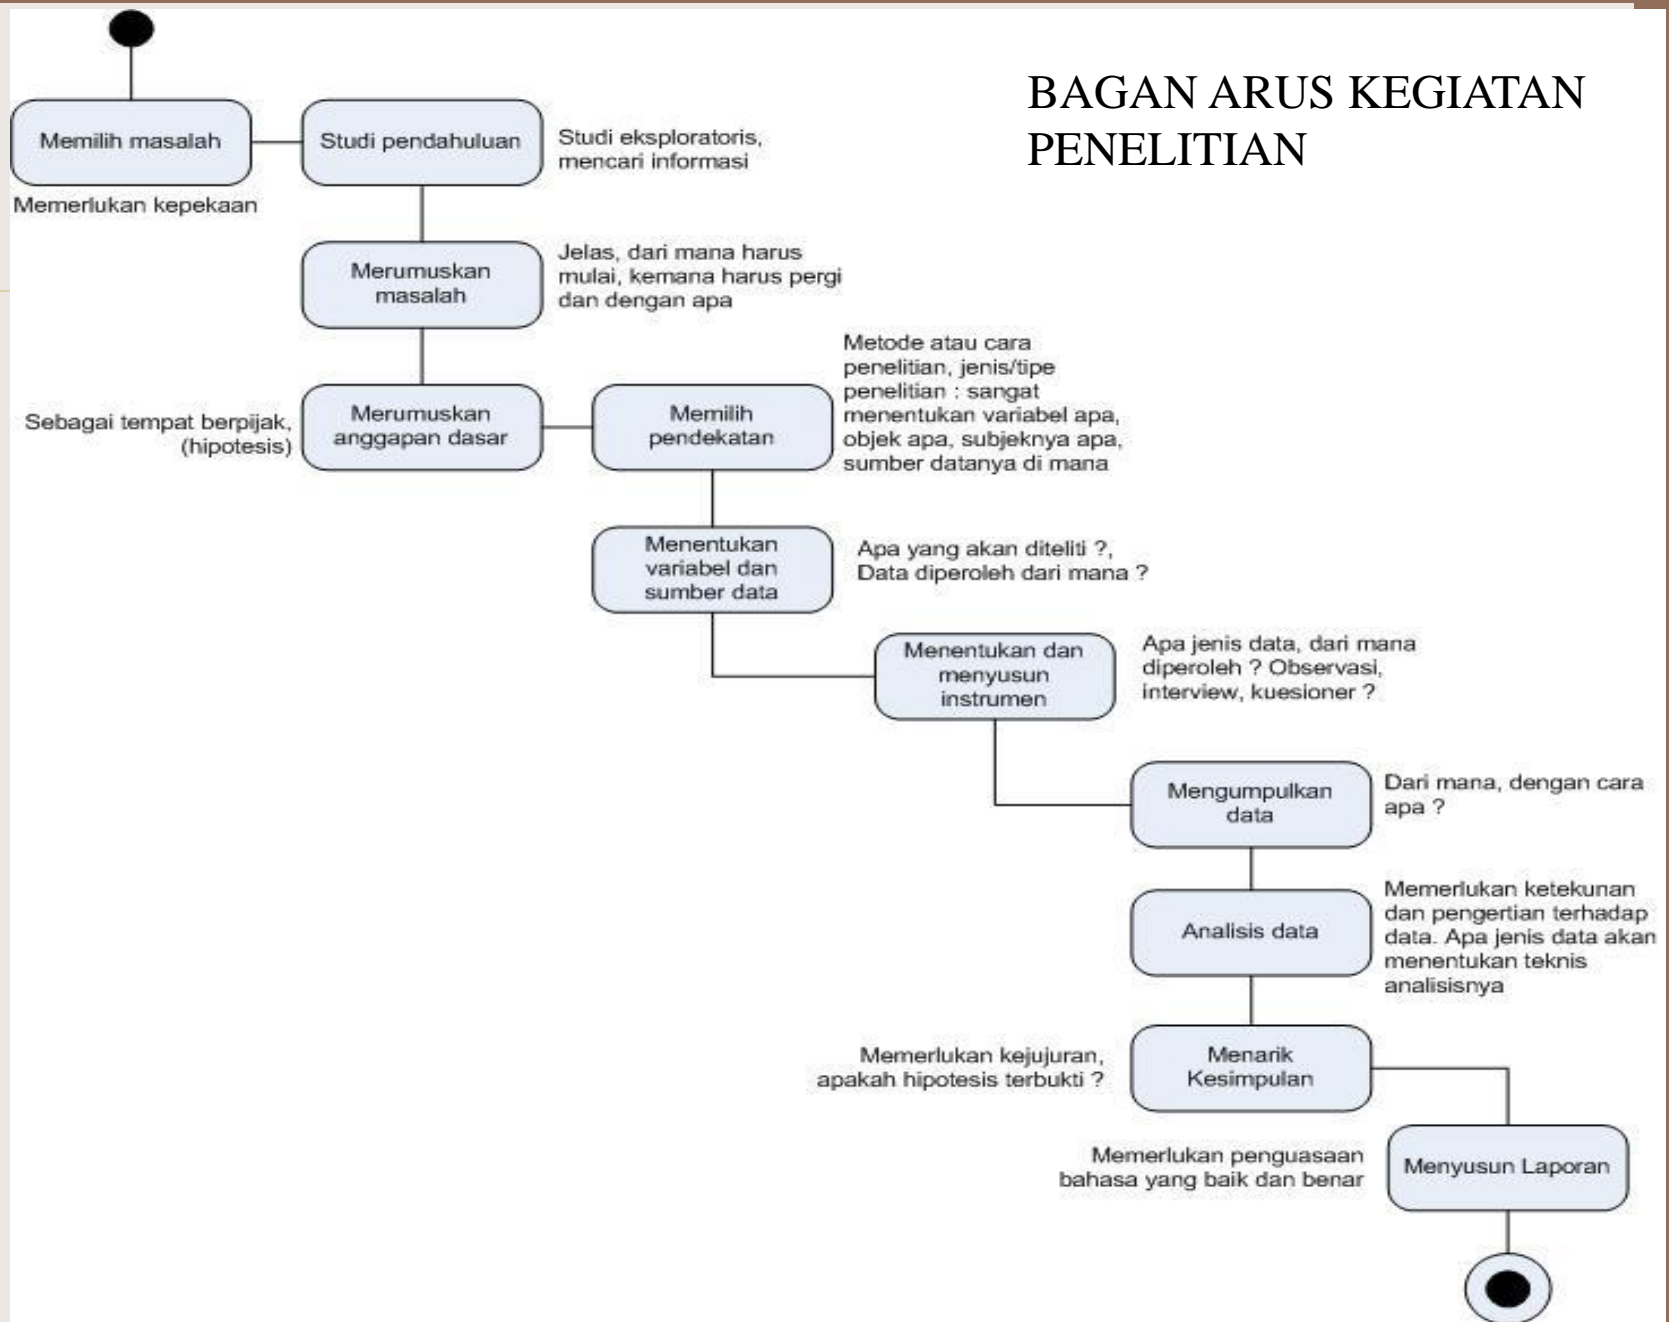 BAGAN ARUS KEGIATAN
PENELITIAN
Memilih masalah
Memerlukan kepekaan
Studi pendahuluan
Studi eksploratoris,
mencari informasi
Merumuskan
masalah
Jelas, dari mana harus
mulai, kemana harus pergi
dan dengan apa
Sebagai tempat berpijak,
(hipotesis)
Merumuskan
anggapan dasar
Memilih
pendekatan
Metode atau cara
penelitian, jenis/tipe
penelitian : sangat
menentukan variabel apa,
objek apa, subjeknya apa,
sumber datanya di mana
Menentukan
variabel dan
sumber data
Apa yang akan diteliti ?,
Data diperoleh dari mana ?
Menentukan dan
menyusun
instrumen
Apa jenis data, dari mana
diperoleh ? Observasi,
interview, kuesioner ?
Mengumpulkan
data
Dari mana, dengan cara
apa ?
Analisis data
Memerlukan ketekunan
dan pengertian terhadap
data. Apa jenis data akan
menentukan teknis
analisisnya
Memerlukan kejujuran,
apakah hipotesis terbukti ?
Menarik
Kesimpulan
Memerlukan penguasaan
bahasa yang baik dan benar
Menyusun Laporan